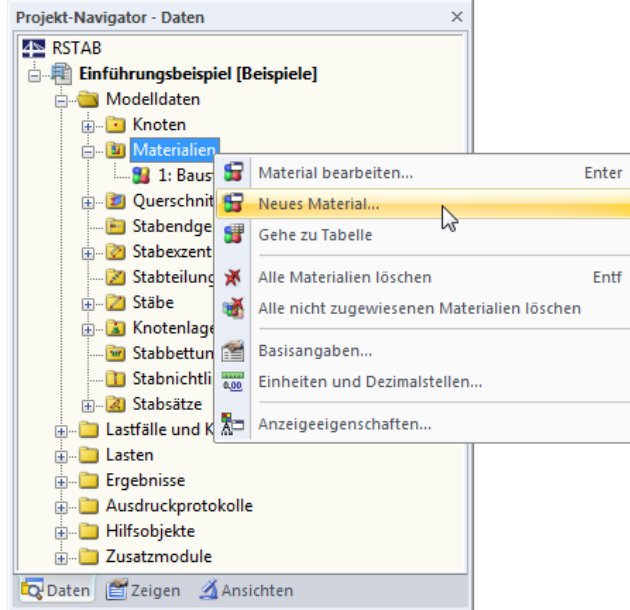 Projekt-Navigator - Daten
RSTAB
Einführungsbeispiel [Beispiele]
Modelldaten
Knoten
Materialien
1: Baus
Querschnit
Stabendge
Stabexzent
Stabteilung
Stäbe
Knotenlage
Stabbettun
Stabnichtli
Stabsätze
Lastfälle und K
Lasten
Ergebnisse
Ausdruckprotokolle
Hilfsobjekte
Zusatzmodule
Material bearbeiten... Enter
Neues Material...
Gehe zu Tabelle
Alle Materialien löschen Entf
Alle nicht zugewiesenen Materialien löschen
Basisangaben...
0,00 Einheiten und Dezimalstellen...
Anzeigeeigenschaften...
Daten Zeigen Ansichten